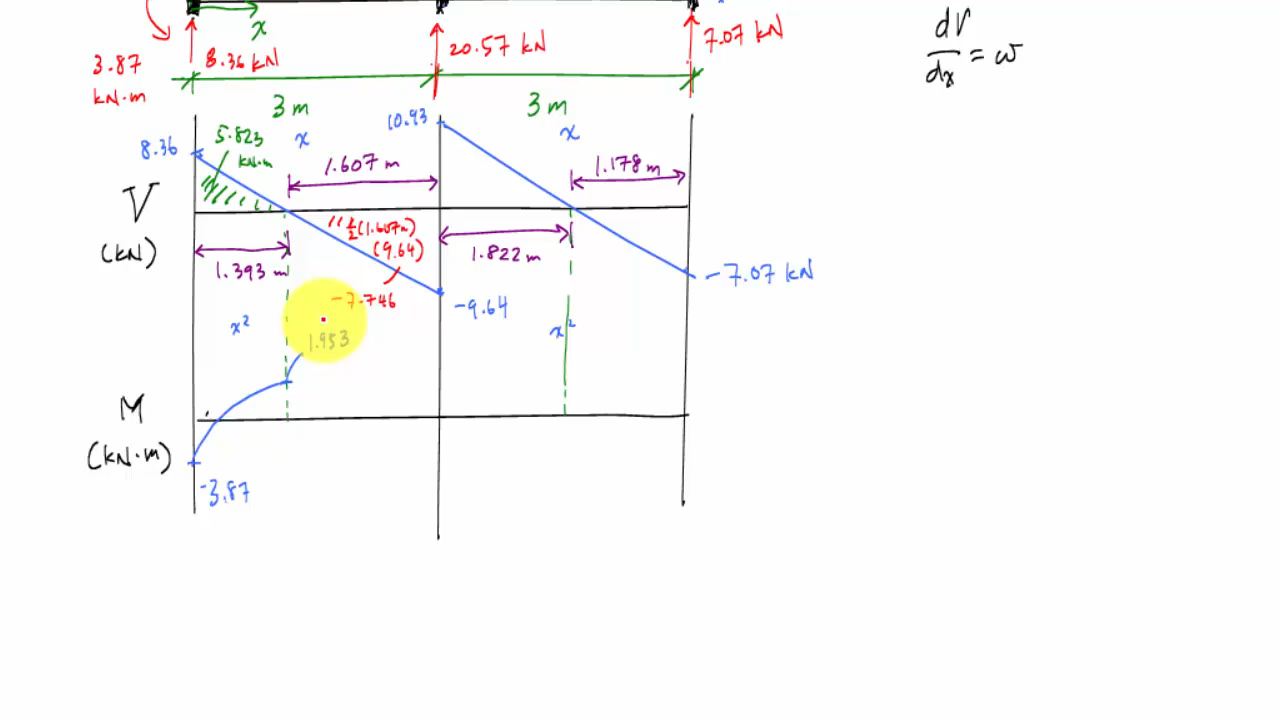 x
3.87
kN·m
8.36 kN
20.57 kN
7.07 kN
dV
dx
= w
3 m
3 m
8.36
5.823
kN·m
x
10.93
x
1.607 m
1.178 m
V
(kN)
1/2(1.607m)
(9.64)
1.393 m
1.822 m
-7.07 kN
-7.746
-9.64
x²
1.953
x²
M
(kN·m)
-3.87